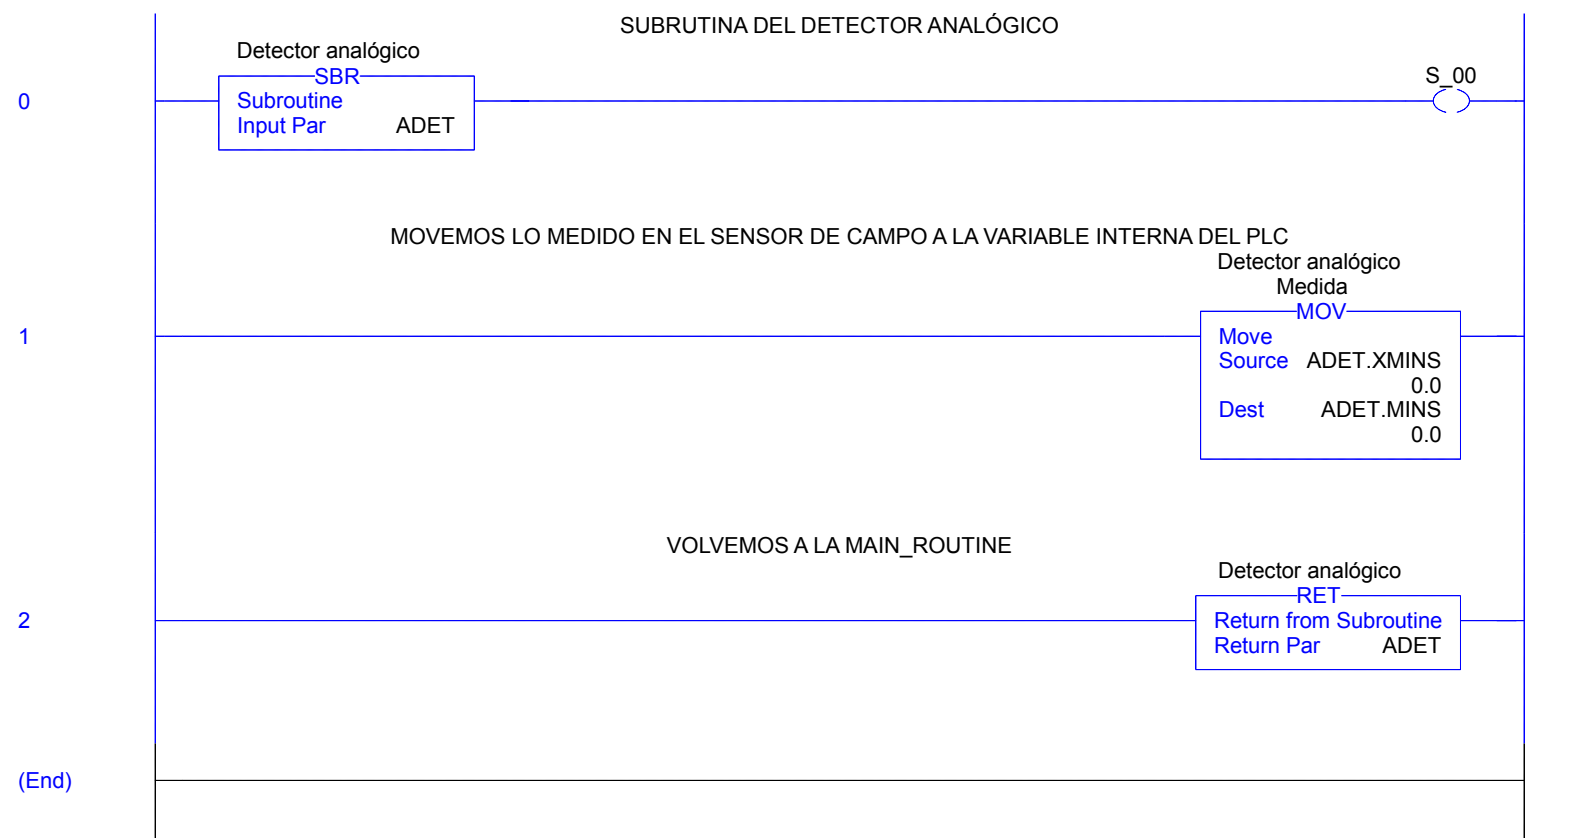 SUBRUTINA DEL DETECTOR ANALÓGICO
Detector analógico
SBR
S_00
0
Subroutine
Input Par ADET
MOVEMOS LO MEDIDO EN EL SENSOR DE CAMPO A LA VARIABLE INTERNA DEL PLC
Detector analógico
Medida
MOV
1
Move
Source ADET.XMINS
0.0
Dest ADET.MINS
0.0
VOLVEMOS A LA MAIN_ROUTINE
Detector analógico
RET
2
Return from Subroutine
Return Par ADET
(End)